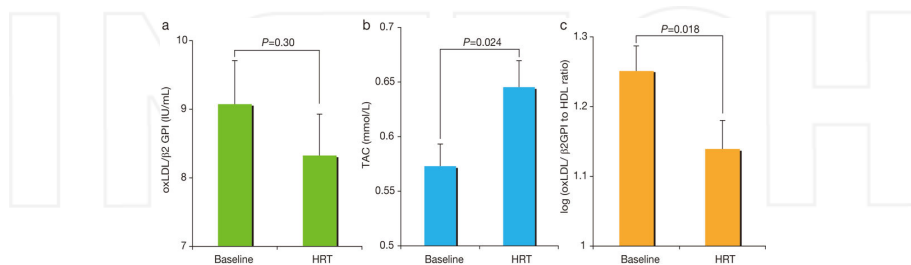 a
oxLDL/β2 GPI (IU/mL)
10
9
8
7
P=0.30
Baseline
HRT
b
TAC (mmol/L)
0.7
0.65
0.6
0.55
0.5
P=0.024
Baseline
HRT
c
log (oxLDL/ β2GPI to HDL ratio)
1.3
1.2
1.1
1
P=0.018
Baseline
HRT